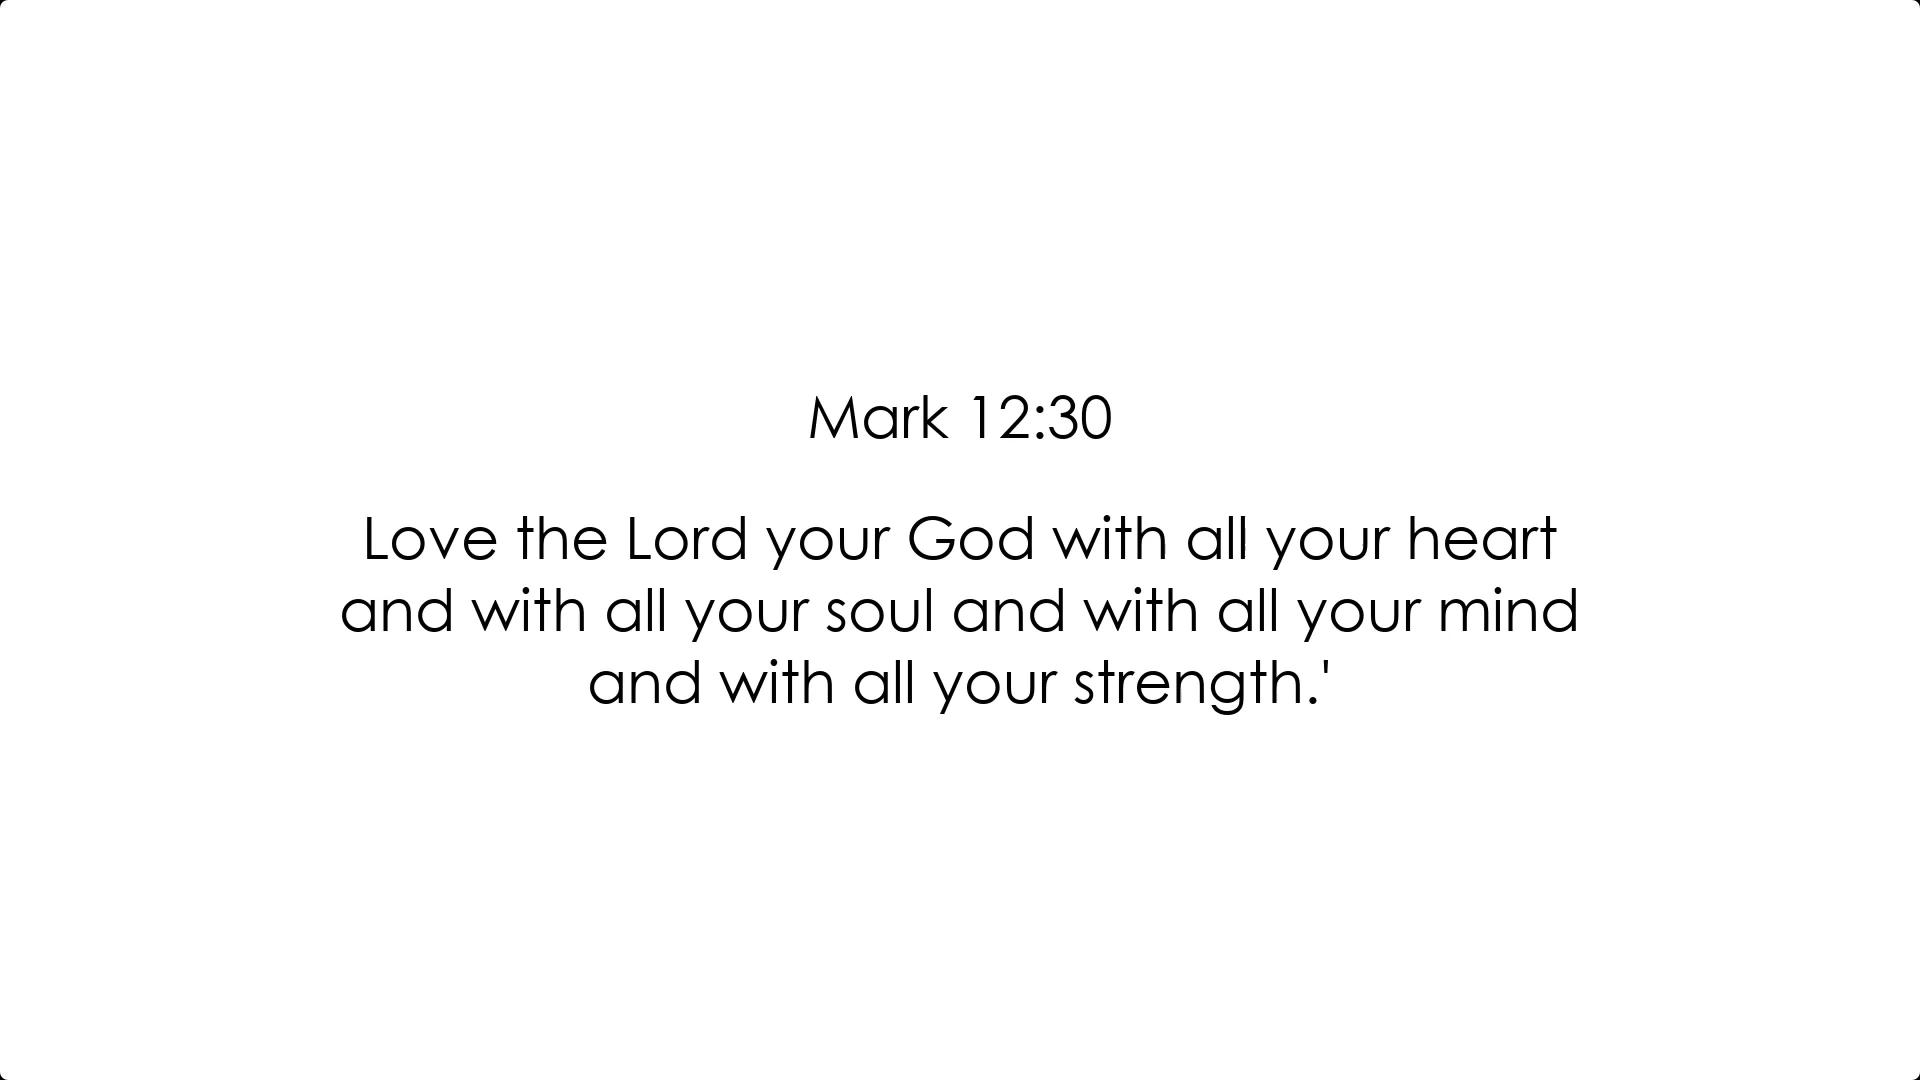 Mark 12:30
Love the Lord your God with all your heart
and with all your soul and with all your mind
and with all your strength.'